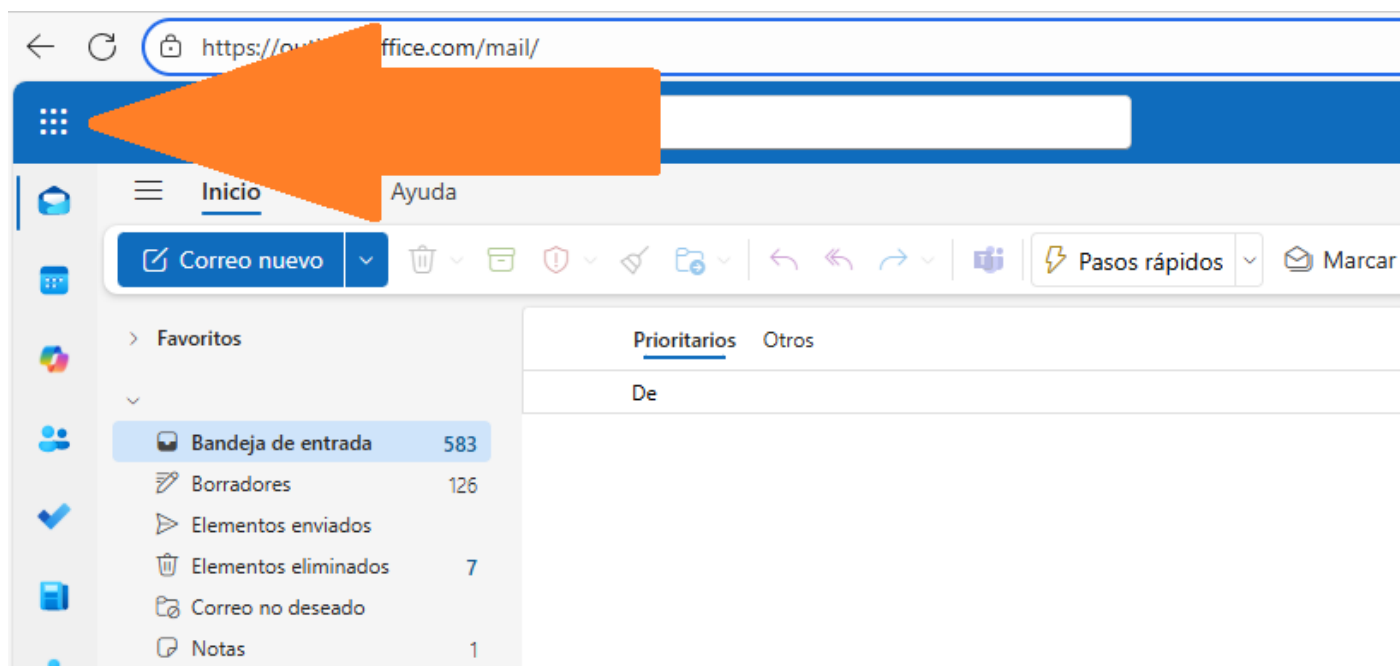 https://ou ffice.com/mail/
Inicio Ayuda
Correo nuevo Pasos rápidos Marcar
Favoritos
Prioritarios Otros
De
Bandeja de entrada 583
Borradores 126
Elementos enviados
Elementos eliminados 7
Correo no deseado
Notas 1